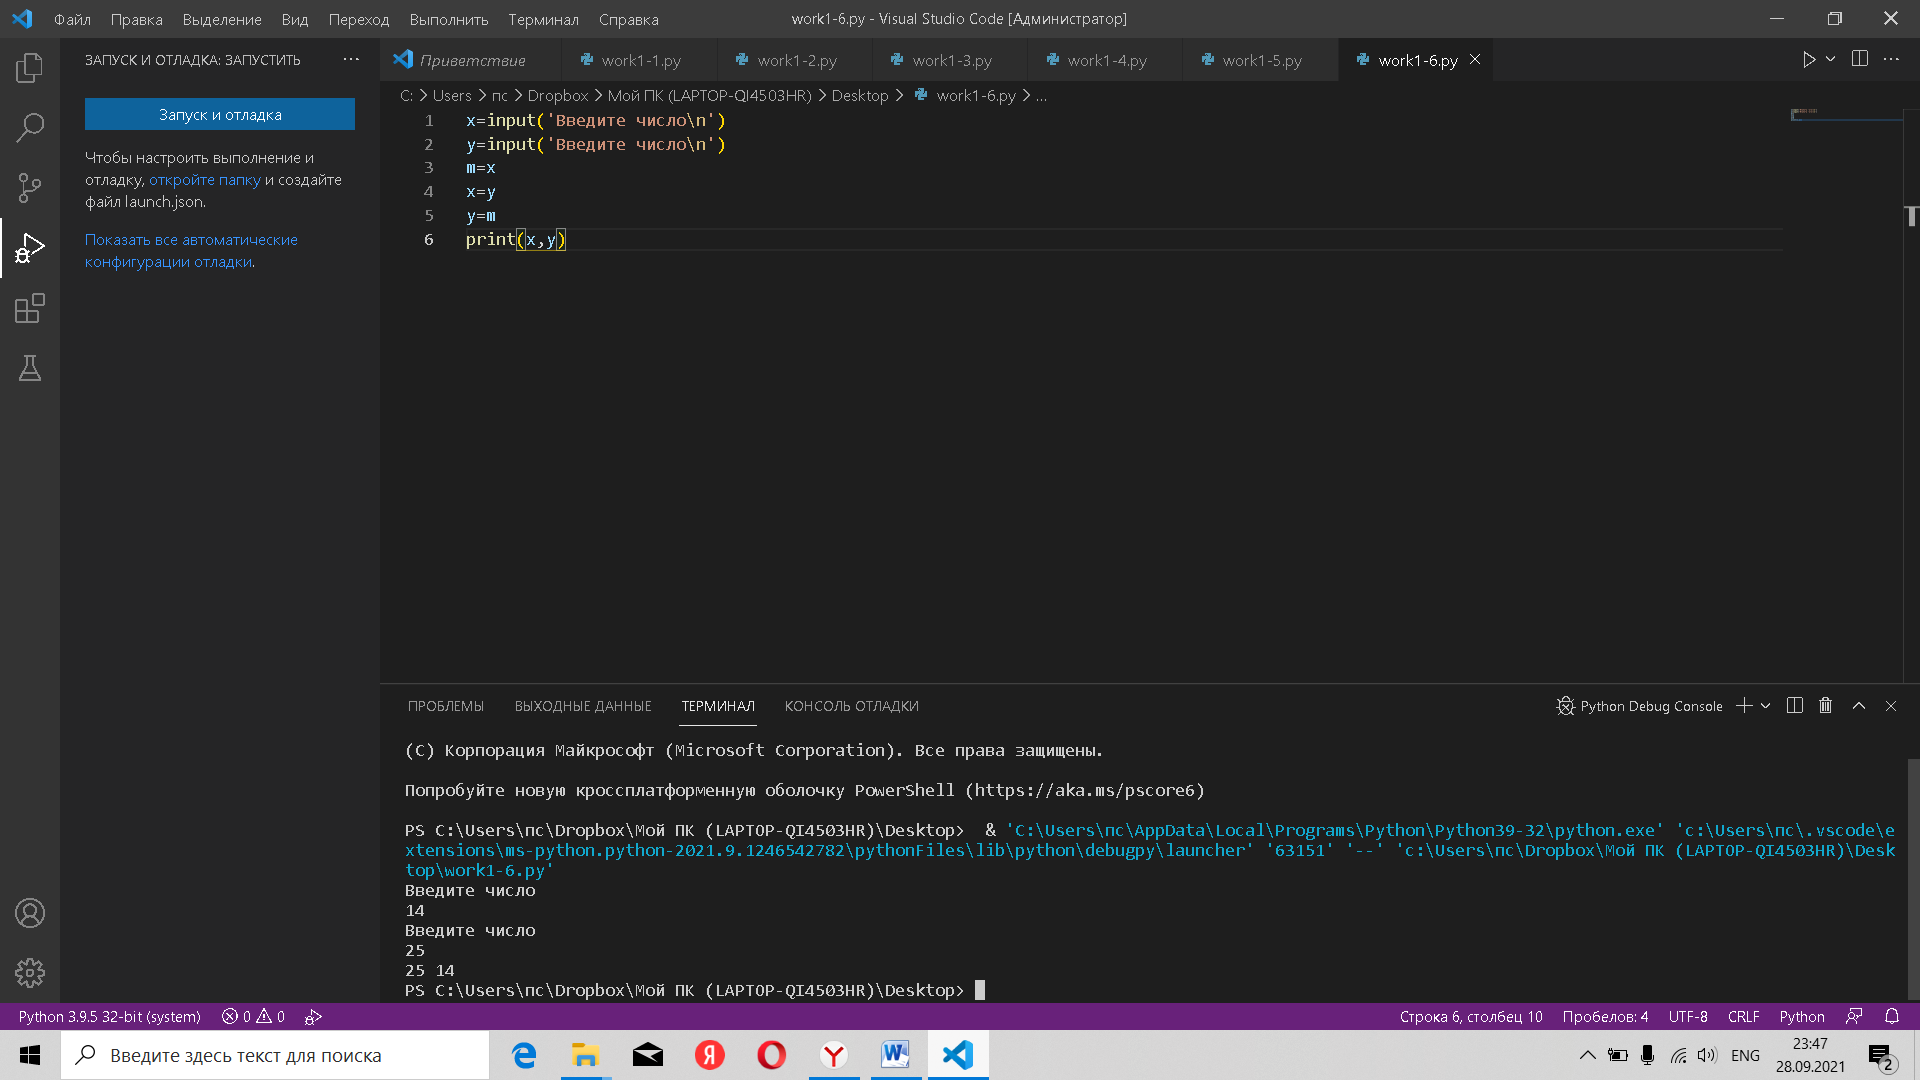 Файл Правка Выделение Вид Переход Выполнить Терминал Справка work1-6.py - Visual Studio Code [Администратор]
ЗАПУСК И ОТЛАДКА: ЗАПУСТИТЬ ···
Запуск и отладка
Чтобы настроить выполнение и
отладку, откройте папку и создайте
файл launch.json.
Показать все автоматические
конфигурации отладки.
Приветствие work1-1.py work1-2.py work1-3.py work1-4.py work1-5.py work1-6.py
C: > Users > пс > Dropbox > Мой ПК (LAPTOP-QI4503HR) > Desktop > work1-6.py > ...
1 x=input('Введите число\n')
2 y=input('Введите число\n')
3 m=x
4 x=y
5 y=m
6 print(x,y)
ПРОБЛЕМЫ ВЫХОДНЫЕ ДАННЫЕ ТЕРМИНАЛ КОНСОЛЬ ОТЛАДКИ Python Debug Console
(C) Корпорация Майкрософт (Microsoft Corporation). Все права защищены.
Попробуйте новую кроссплатформенную оболочку PowerShell (https://aka.ms/pscore6)
PS C:\Users\пс\Dropbox\Мой ПК (LAPTOP-QI4503HR)\Desktop>  & 'C:\Users\пс\AppData\Local\Programs\Python\Python39-32\python.exe' 'c:\Users\пс\.vscode\e
xtensions\ms-python.python-2021.9.1246542782\pythonFiles\lib\python\debugpy\launcher' '63151' '--' 'c:\Users\пс\Dropbox\Мой ПК (LAPTOP-QI4503HR)\Desk
top\work1-6.py'
Введите число
14
Введите число
25
25 14
PS C:\Users\пс\Dropbox\Мой ПК (LAPTOP-QI4503HR)\Desktop>
Python 3.9.5 32-bit (system) 0 0 Строка 6, столбец 10 Пробелов: 4 UTF-8 CRLF Python
Введите здесь текст для поиска
ENG
23:47
28.09.2021
2